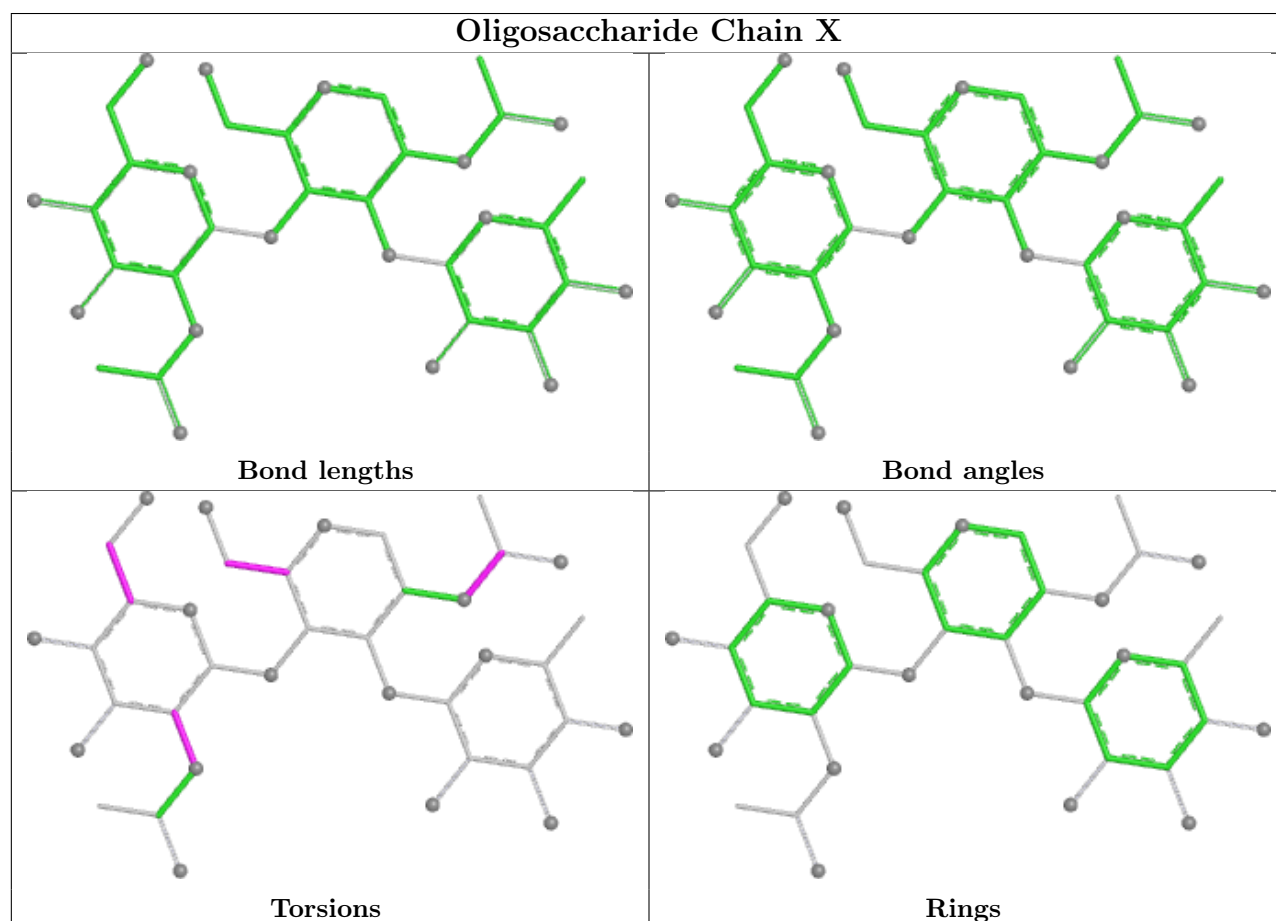 Oligosaccharide Chain X
Bond lengths
Bond angles
Torsions
Rings